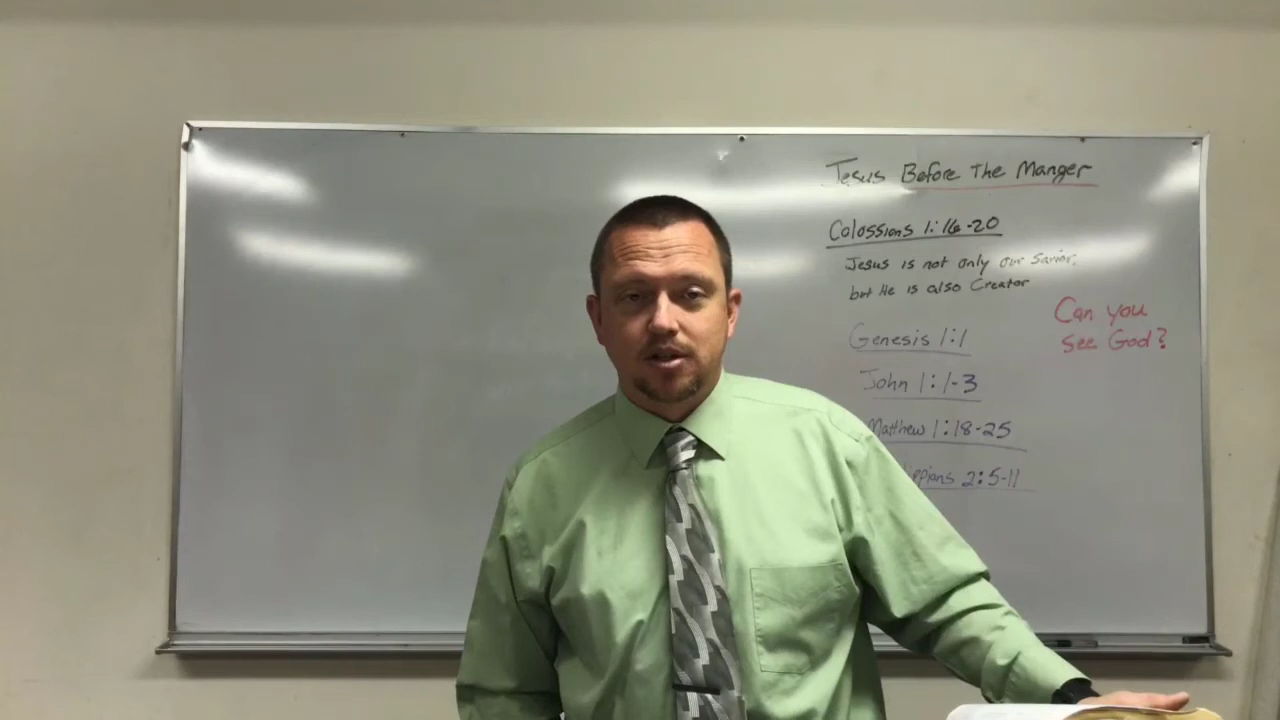 Jesus Before The Manger
Colossians 1:16-20
Jesus is not only our Savior,
but He is also Creator
Can you
see God?
Genesis 1:1
John 1:1-3
Matthew 1:18-25
ippians 2:5-11